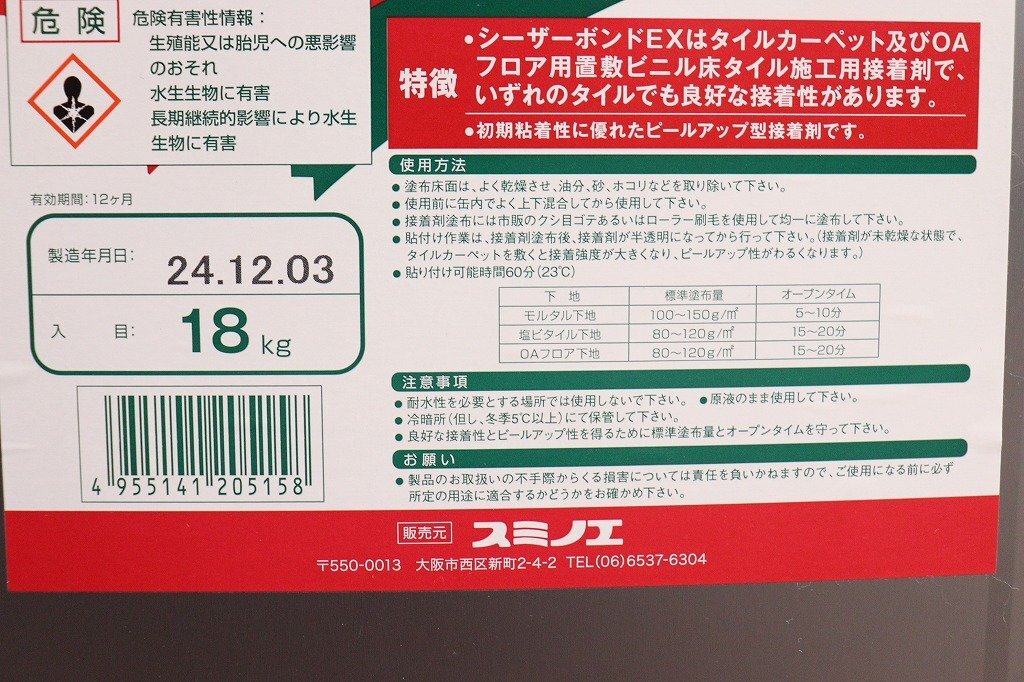 危険
危険有害性情報：
生殖能又は胎児への悪影響
のおそれ
水生生物に有害
長期継続的影響により水生
生物に有害
有効期間：12ヶ月
製造年月日： 24.12.03
入 目： 18 kg
4 955141 205158
特徴
・シーザーボンドEXはタイルカーペット及びOA
フロア用置敷ビニル床タイル施工用接着剤で、
いずれのタイルでも良好な接着性があります。
●初期粘着性に優れたピールアップ型接着剤です。
使用方法
● 塗布床面は、よく乾燥させ、油分、砂、ホコリなどを取り除いて下さい。
● 使用前に缶内でよく上下混合してから使用して下さい。
● 接着剤塗布には市販のクシ目ゴテあるいはローラー刷毛を使用して均一に塗布して下さい。
● 貼付け作業は、接着剤塗布後、接着剤が半透明になってから行って下さい。（接着剤が未乾燥な状態で、
タイルカーペットを敷くと接着強度が大きくなり、ピールアップ性がわるくなります。）
● 貼り付け可能時間60分（23℃）
下 地 標準塗布量 オープンタイム
モルタル下地 100〜150g/㎡ 5〜10分
塩ビタイル下地 80〜120g/㎡ 15〜20分
OAフロア下地 80〜120g/㎡ 15〜20分
注意事項
● 耐水性を必要とする場所では使用しないで下さい。 ● 原液のまま使用して下さい。
● 冷暗所（但し、冬季5℃以上）にて保管して下さい。
● 良好な接着性とピールアップ性を得るために標準塗布量とオープンタイムを守って下さい。
お願い
● 製品のお取扱いの不手際からくる損害については責任を負いかねますので、ご使用になる前に必ず
所定の用途に適合するかどうかをお確かめ下さい。
販売元 スミノエ
〒550-0013 大阪市西区新町2-4-2 TEL（06）6537-6304